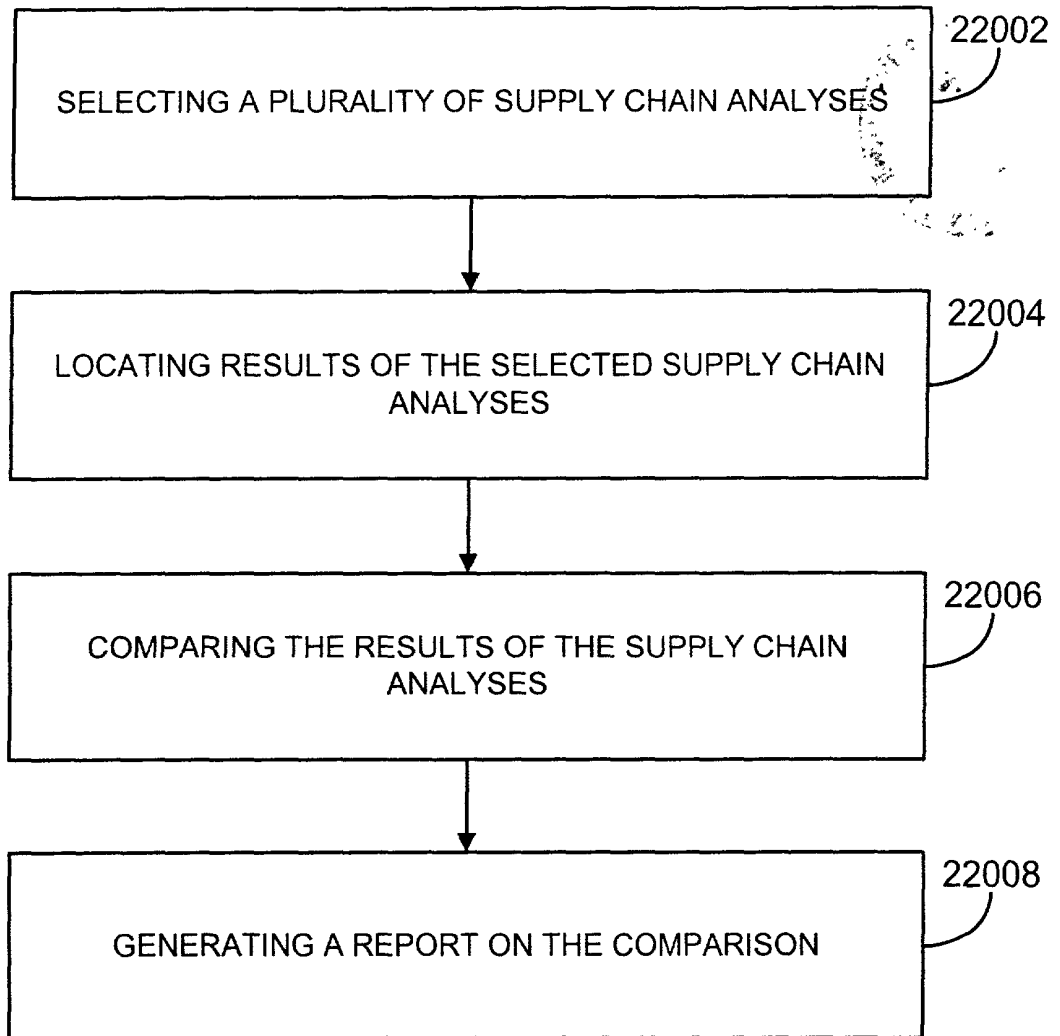 22002
SELECTING A PLURALITY OF SUPPLY CHAIN ANALYSES
22004
LOCATING RESULTS OF THE SELECTED SUPPLY CHAIN
ANALYSES
22006
COMPARING THE RESULTS OF THE SUPPLY CHAIN
ANALYSES
22008
GENERATING A REPORT ON THE COMPARISON